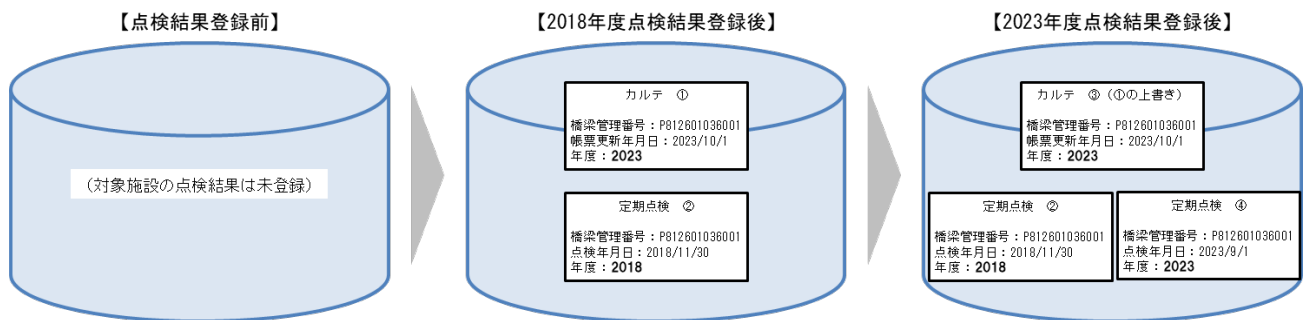 【点検結果登録前】
(対象施設の点検結果は未登録)
【2018年度点検結果登録後】
カルテ ①
橋梁管理番号：P812601036001
帳票更新年月日：2023/10/1
年度：2023
定期点検 ②
橋梁管理番号：P812601036001
点検年月日：2018/11/30
年度：2018
【2023年度点検結果登録後】
カルテ ③ (①の上書き)
橋梁管理番号：P812601036001
帳票更新年月日：2023/10/1
年度：2023
定期点検 ②
橋梁管理番号：P812601036001
点検年月日：2018/11/30
年度：2018
定期点検 ④
橋梁管理番号：P812601036001
点検年月日：2023/9/1
年度：2023